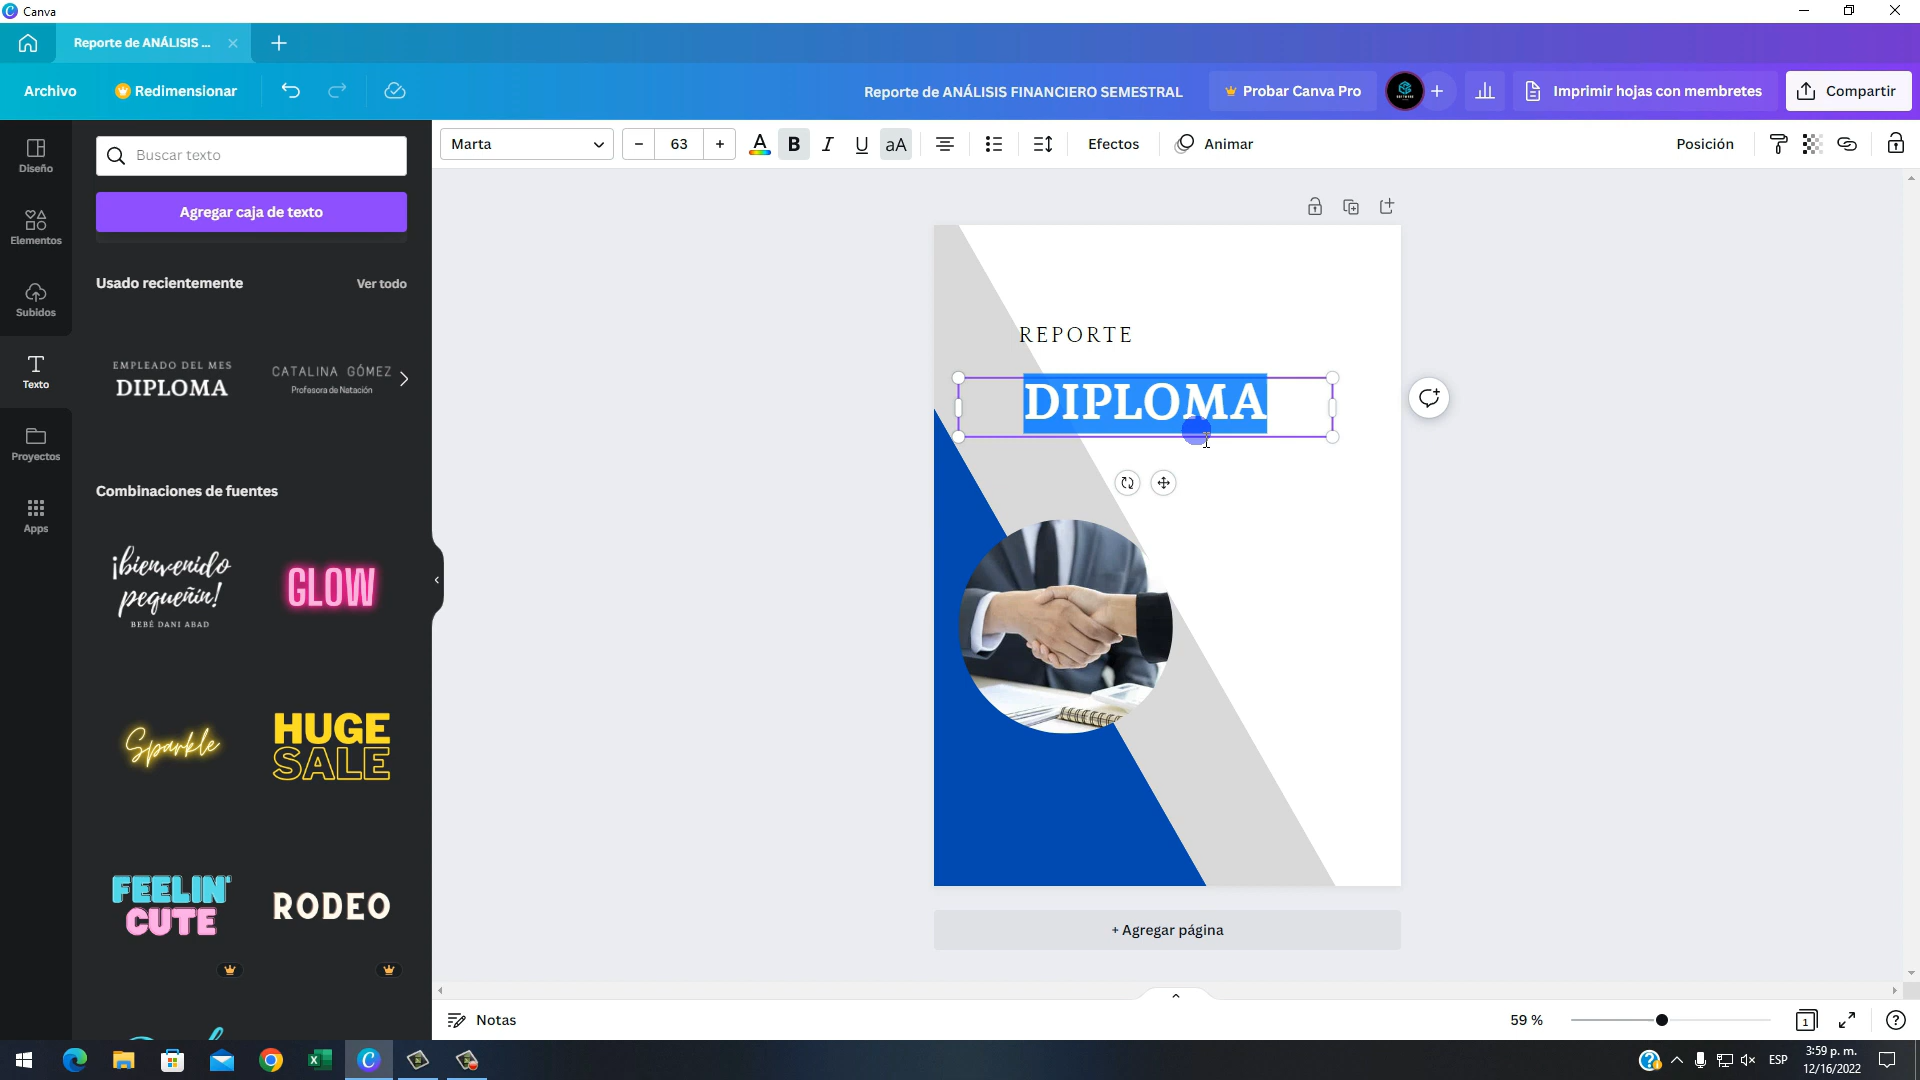 Canva
Reporte de ANÁLISIS ...
Archivo
Redimensionar
Reporte de ANÁLISIS FINANCIERO SEMESTRAL
Probar Canva Pro
Imprimir hojas con membretes
Compartir
Marta
63
B
I
U
aA
Efectos
Animar
Posición
Diseño
Elementos
Subidos
Texto
Proyectos
Apps
Buscar texto
Agregar caja de texto
Usado recientemente
Ver todo
EMPLEADO DEL MES
DIPLOMA
CATALINA GÓMEZ
Profesora de Natación
Combinaciones de fuentes
¡bienvenido
pequeñin!
BEBÉ DANI ABAD
GLOW
Sparkle
HUGE
SALE
FEELIN'
CUTE
RODEO
REPORTE
DIPLOMA
+ Agregar página
Notas
59 %
1
ESP
3:59 p. m.
12/16/2022